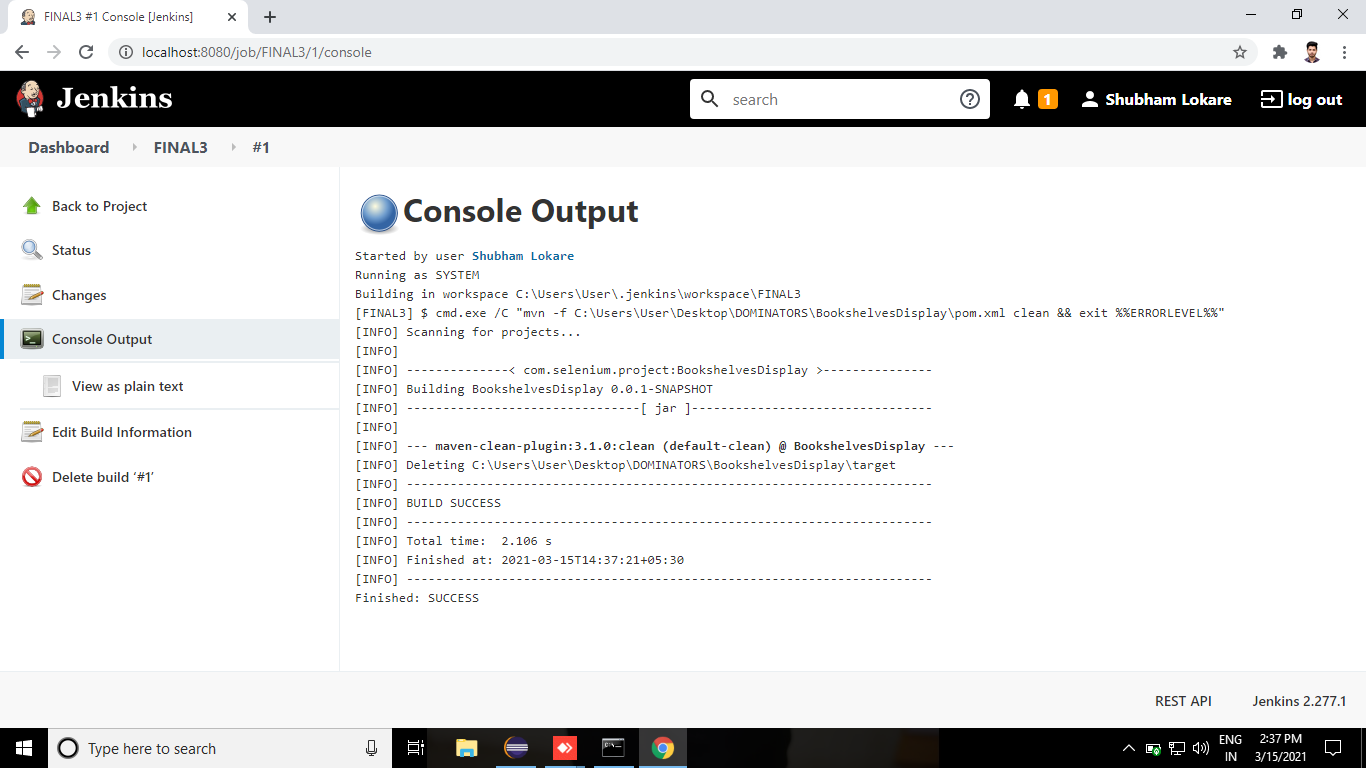 FINAL3 #1 Console [Jenkins]
localhost:8080/job/FINAL3/1/console
Jenkins
search
1
Shubham Lokare
log out
Dashboard
FINAL3
#1
Back to Project
Status
Changes
Console Output
View as plain text
Edit Build Information
Delete build ‘#1’
Console Output
Started by user Shubham Lokare
Running as SYSTEM
Building in workspace C:\Users\User\.jenkins\workspace\FINAL3
[FINAL3] $ cmd.exe /C "mvn -f C:\Users\User\Desktop\DOMINATORS\BookshelvesDisplay\pom.xml clean && exit %%ERRORLEVEL%%"
[INFO] Scanning for projects...
[INFO]
[INFO] --------------< com.selenium.project:BookshelvesDisplay >---------------
[INFO] Building BookshelvesDisplay 0.0.1-SNAPSHOT
[INFO] --------------------------------[ jar ]---------------------------------
[INFO]
[INFO] --- maven-clean-plugin:3.1.0:clean (default-clean) @ BookshelvesDisplay ---
[INFO] Deleting C:\Users\User\Desktop\DOMINATORS\BookshelvesDisplay\target
[INFO] ------------------------------------------------------------------------
[INFO] BUILD SUCCESS
[INFO] ------------------------------------------------------------------------
[INFO] Total time:  2.106 s
[INFO] Finished at: 2021-03-15T14:37:21+05:30
[INFO] ------------------------------------------------------------------------
Finished: SUCCESS
REST API
Jenkins 2.277.1
Type here to search
ENG
IN
2:37 PM
3/15/2021